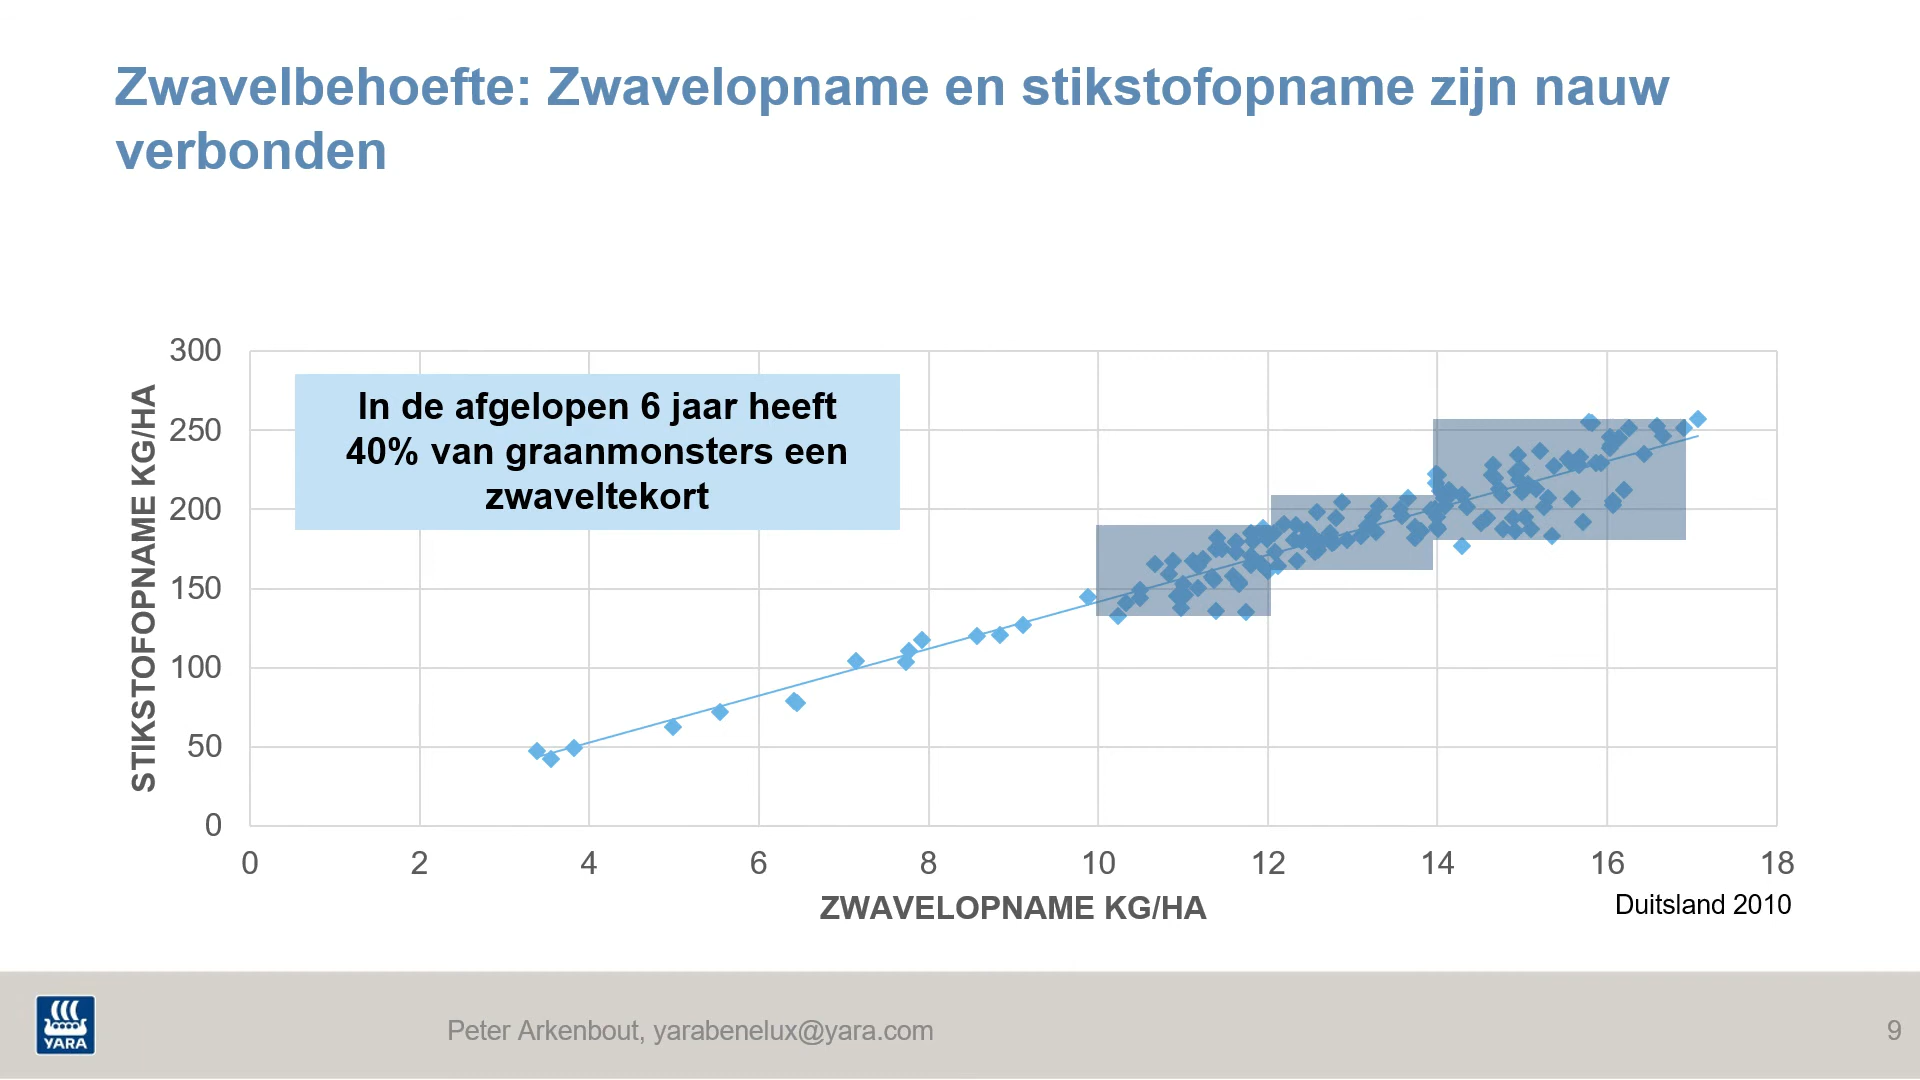 Zwavelbehoefte: Zwavelopname en stikstofopname zijn nauw
verbonden
In de afgelopen 6 jaar heeft
40% van graanmonsters een
zwaveltekort
STIKSTOFOPNAME KG/HA
300
250
200
150
100
50
0
0 2 4 6 8 10 12 14 16 18
ZWAVELOPNAME KG/HA
Duitsland 2010
YARA
Peter Arkenbout, yarabenelux@yara.com
9